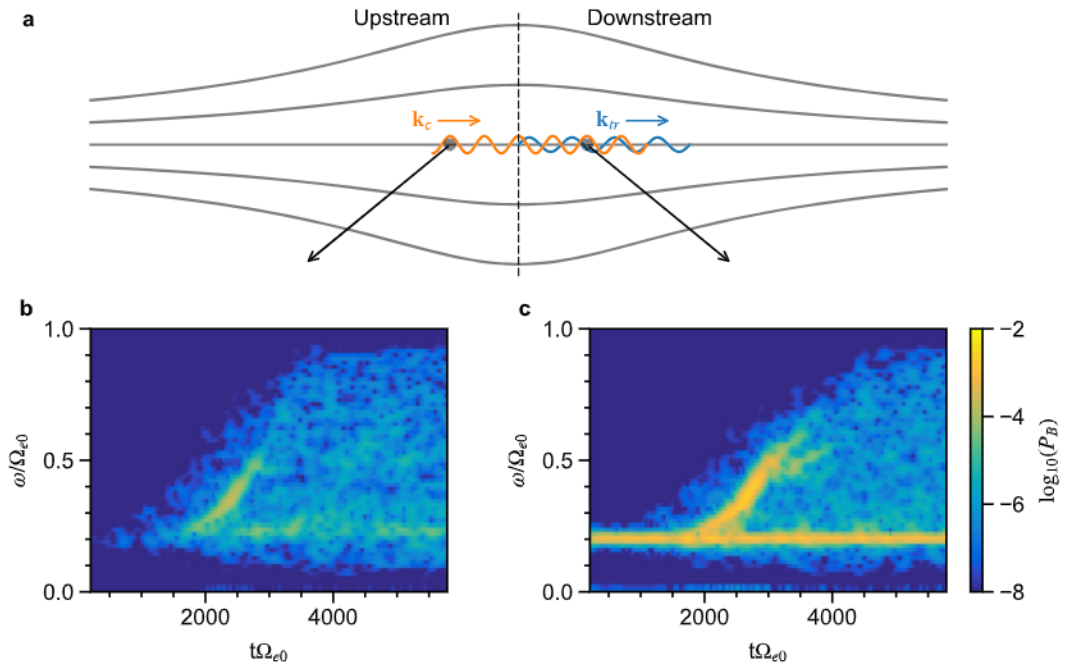 a
Upstream
Downstream
k_c
k_tr
b
c
ω/Ω_e0
1.0
0.5
0.0
2000
4000
tΩ_e0
ω/Ω_e0
1.0
0.5
0.0
2000
4000
tΩ_e0
−2
−4
−6
−8
log₁₀(P_B)